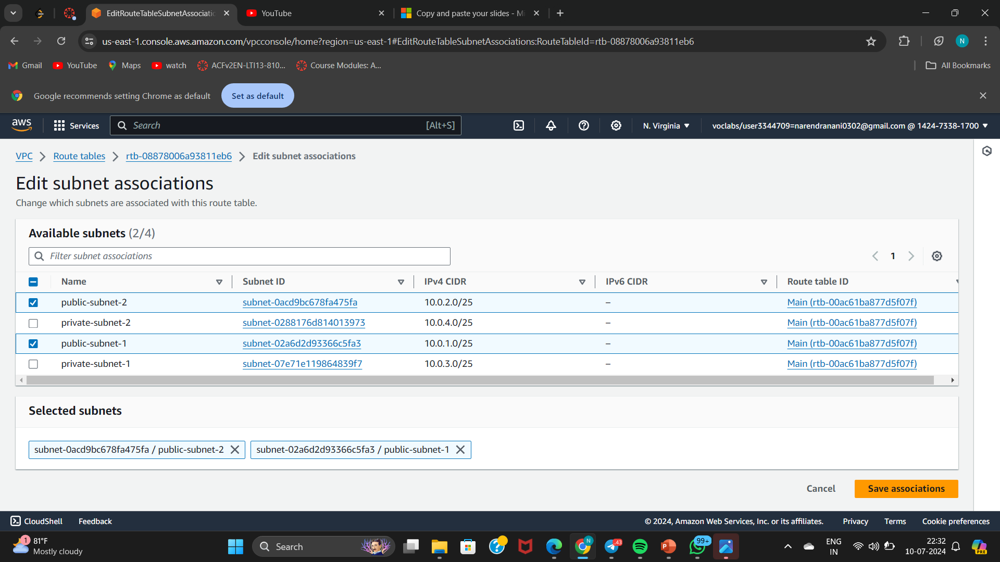 EditRouteTableSubnetAssociatio
YouTube
Copy and paste your slides - Mi
us-east-1.console.aws.amazon.com/vpcconsole/home?region=us-east-1#EditRouteTableSubnetAssociations:RouteTableId=rtb-08878006a93811eb6
N
Gmail
YouTube
Maps
watch
ACFv2EN-LTI13-810...
Course Modules: A...
All Bookmarks
Google recommends setting Chrome as default
Set as default
aws
Services
Search
[Alt+S]
N. Virginia
voclabs/user3344709=narendranani0302@gmail.com @ 1424-7338-1700
VPC
Route tables
rtb-08878006a93811eb6
Edit subnet associations
Edit subnet associations
Change which subnets are associated with this route table.
Available subnets (2/4)
Filter subnet associations
1
Name Subnet ID IPv4 CIDR IPv6 CIDR Route table ID
public-subnet-2 subnet-0acd9bc678fa475fa 10.0.2.0/25 – Main (rtb-00ac61ba877d5f07f)
private-subnet-2 subnet-0288176d814013973 10.0.4.0/25 – Main (rtb-00ac61ba877d5f07f)
public-subnet-1 subnet-02a6d2d93366c5fa3 10.0.1.0/25 – Main (rtb-00ac61ba877d5f07f)
private-subnet-1 subnet-07e71e119864839f7 10.0.3.0/25 – Main (rtb-00ac61ba877d5f07f)
Selected subnets
subnet-0acd9bc678fa475fa / public-subnet-2
subnet-02a6d2d93366c5fa3 / public-subnet-1
Cancel
Save associations
CloudShell
Feedback
© 2024, Amazon Web Services, Inc. or its affiliates.
Privacy
Terms
Cookie preferences
1
81°F
Mostly cloudy
Search
N
.43
P
99+
ENG
IN
22:32
10-07-2024
PRE